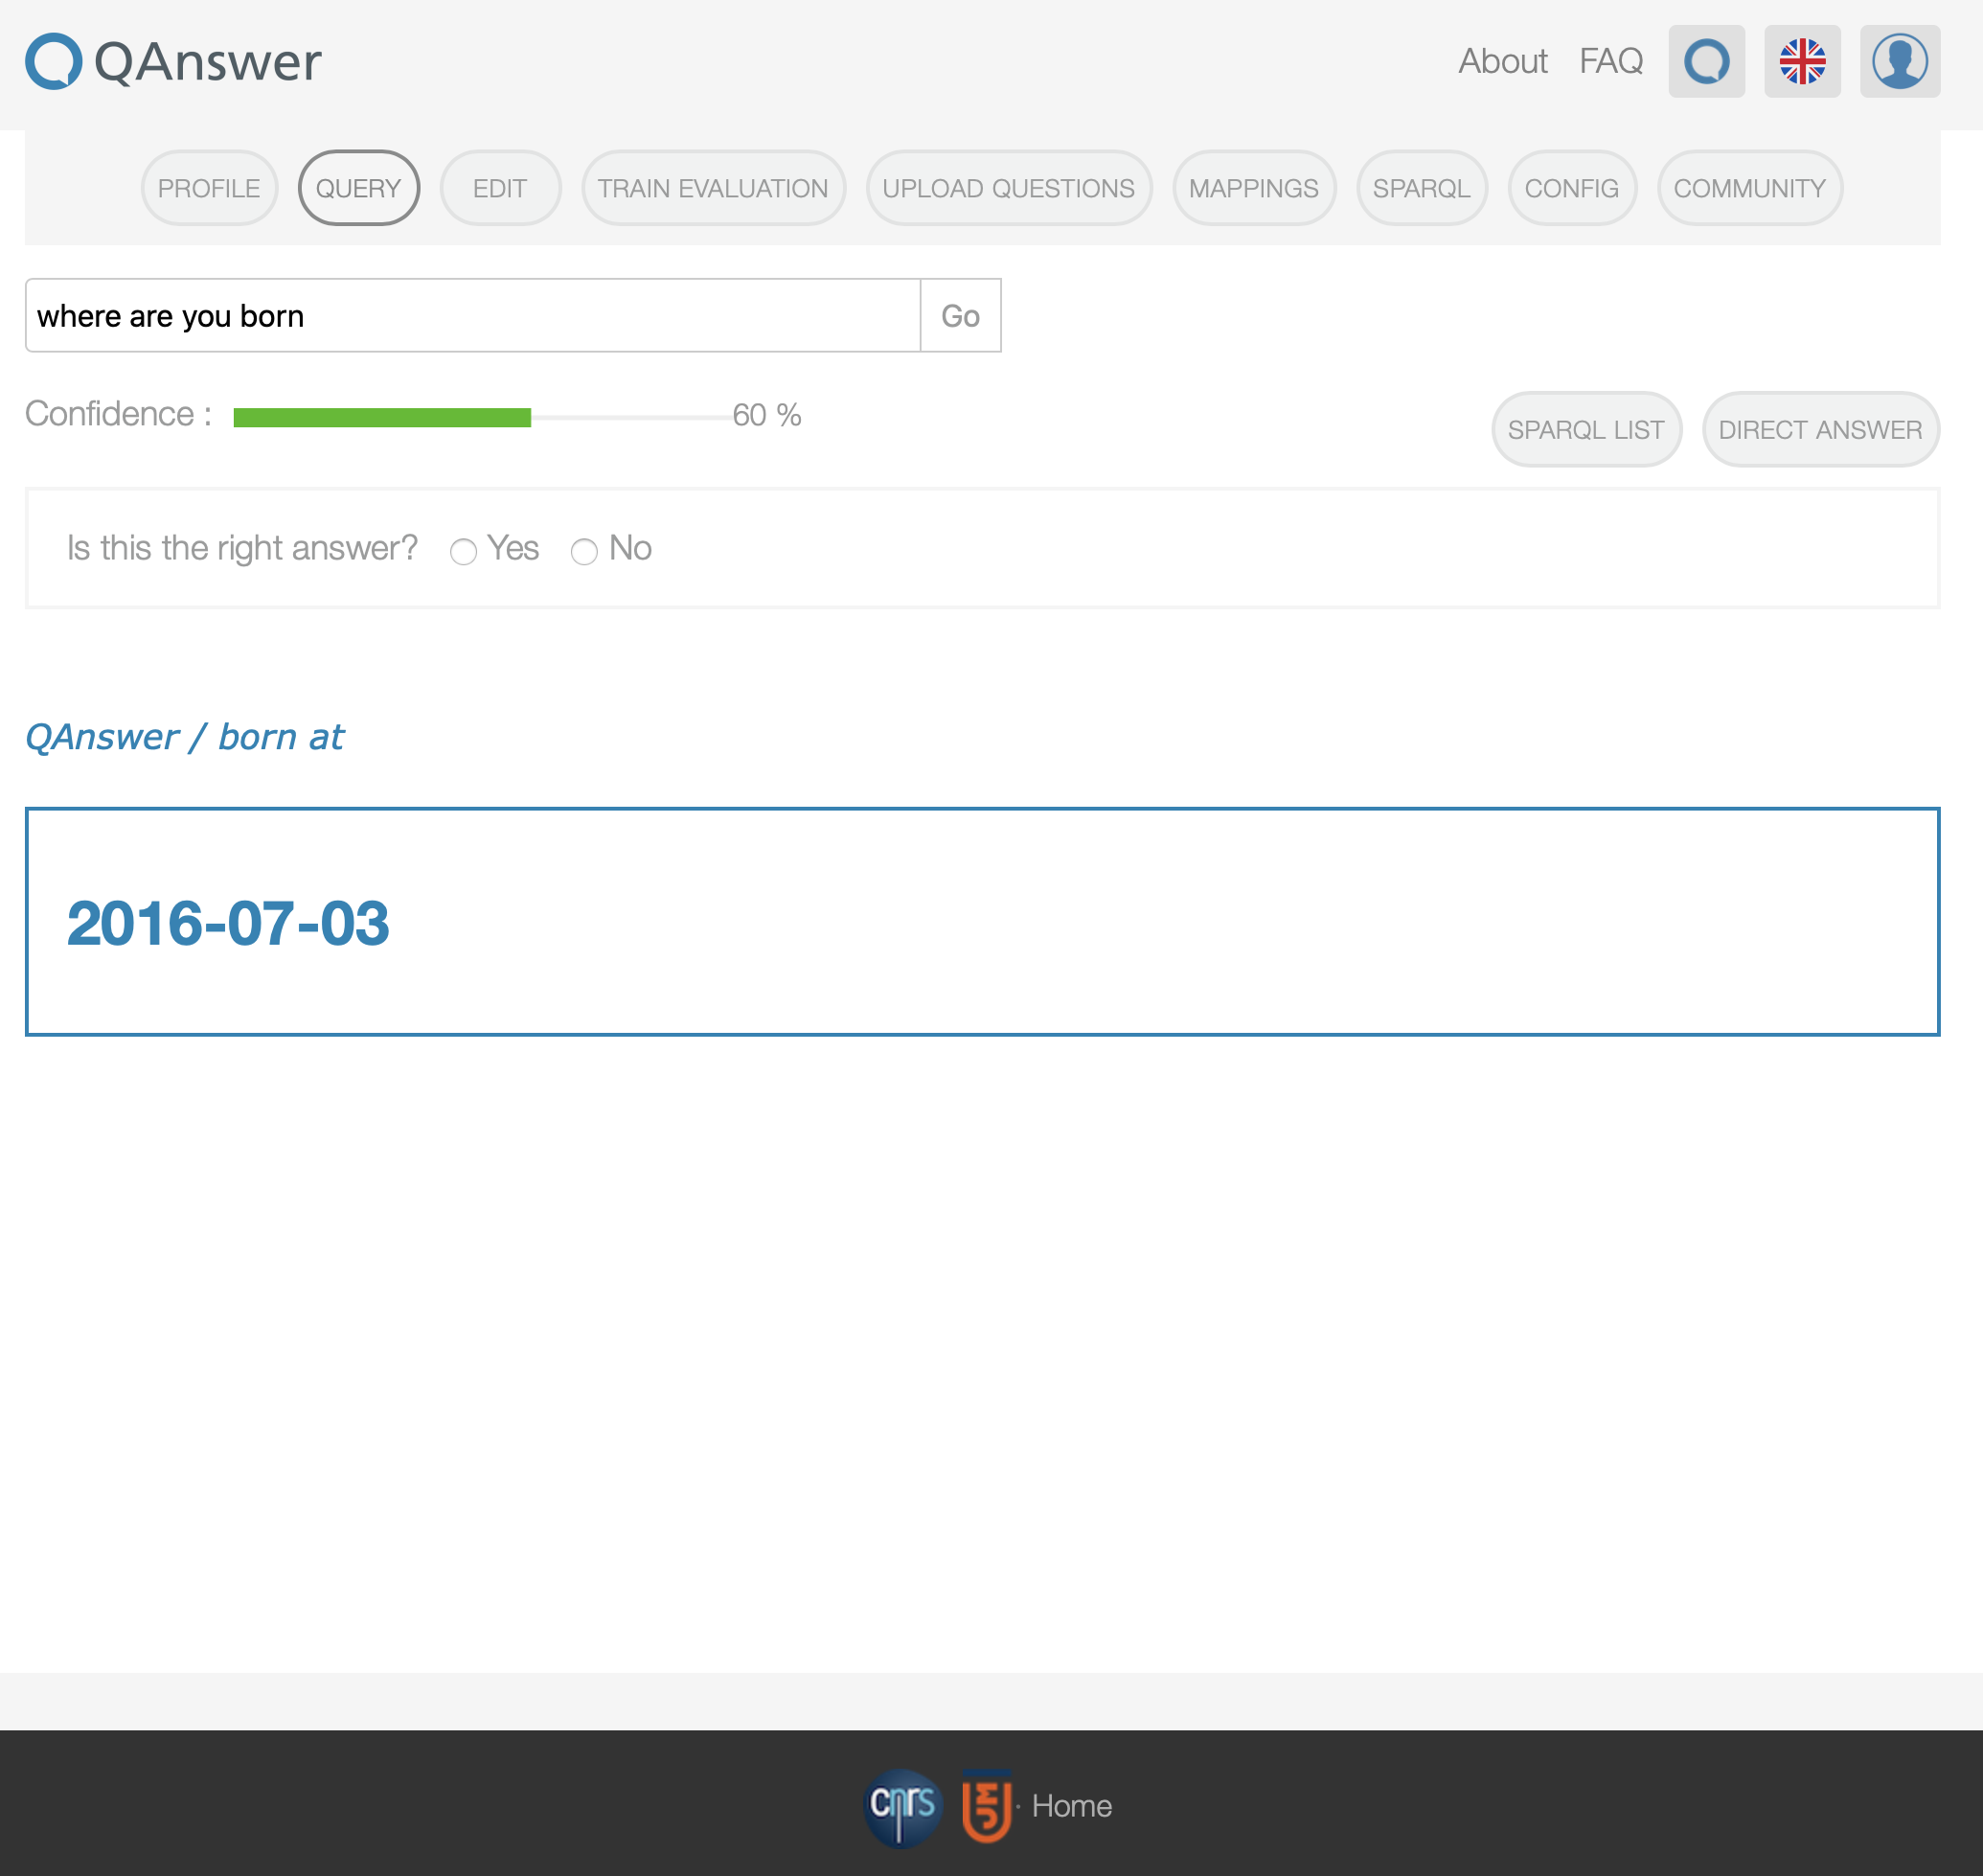 QAnswer
About FAQ
PROFILE QUERY EDIT TRAIN EVALUATION UPLOAD QUESTIONS MAPPINGS SPARQL CONFIG COMMUNITY
where are you born Go
Confidence : 60 %
SPARQL LIST DIRECT ANSWER
Is this the right answer? Yes No
QAnswer / born at
2016-07-03
cnrs UJM · Home